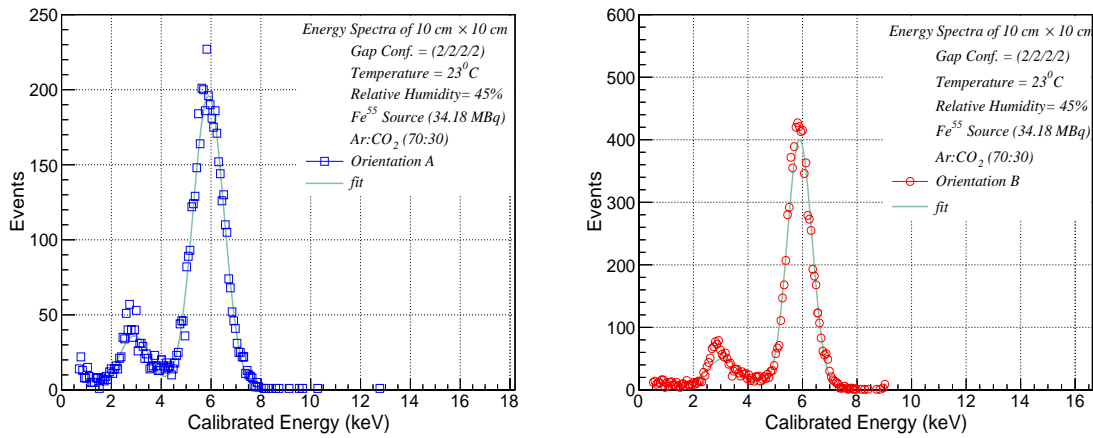 Energy Spectra of 10 cm × 10 cm
Gap Conf. = (2/2/2/2)
Temperature = 23⁰C
Relative Humidity= 45%
Fe⁵⁵ Source (34.18 MBq)
Ar:CO₂ (70:30)
Orientation A
fit
Events
250
200
150
100
50
0
0 2 4 6 8 10 12 14 16 18
Calibrated Energy (keV)
Energy Spectra of 10 cm × 10 cm
Gap Conf. = (2/2/2/2)
Temperature = 23⁰C
Relative Humidity= 45%
Fe⁵⁵ Source (34.18 MBq)
Ar:CO₂ (70:30)
Orientation B
fit
Events
600
500
400
300
200
100
0
0 2 4 6 8 10 12 14 16
Calibrated Energy (keV)